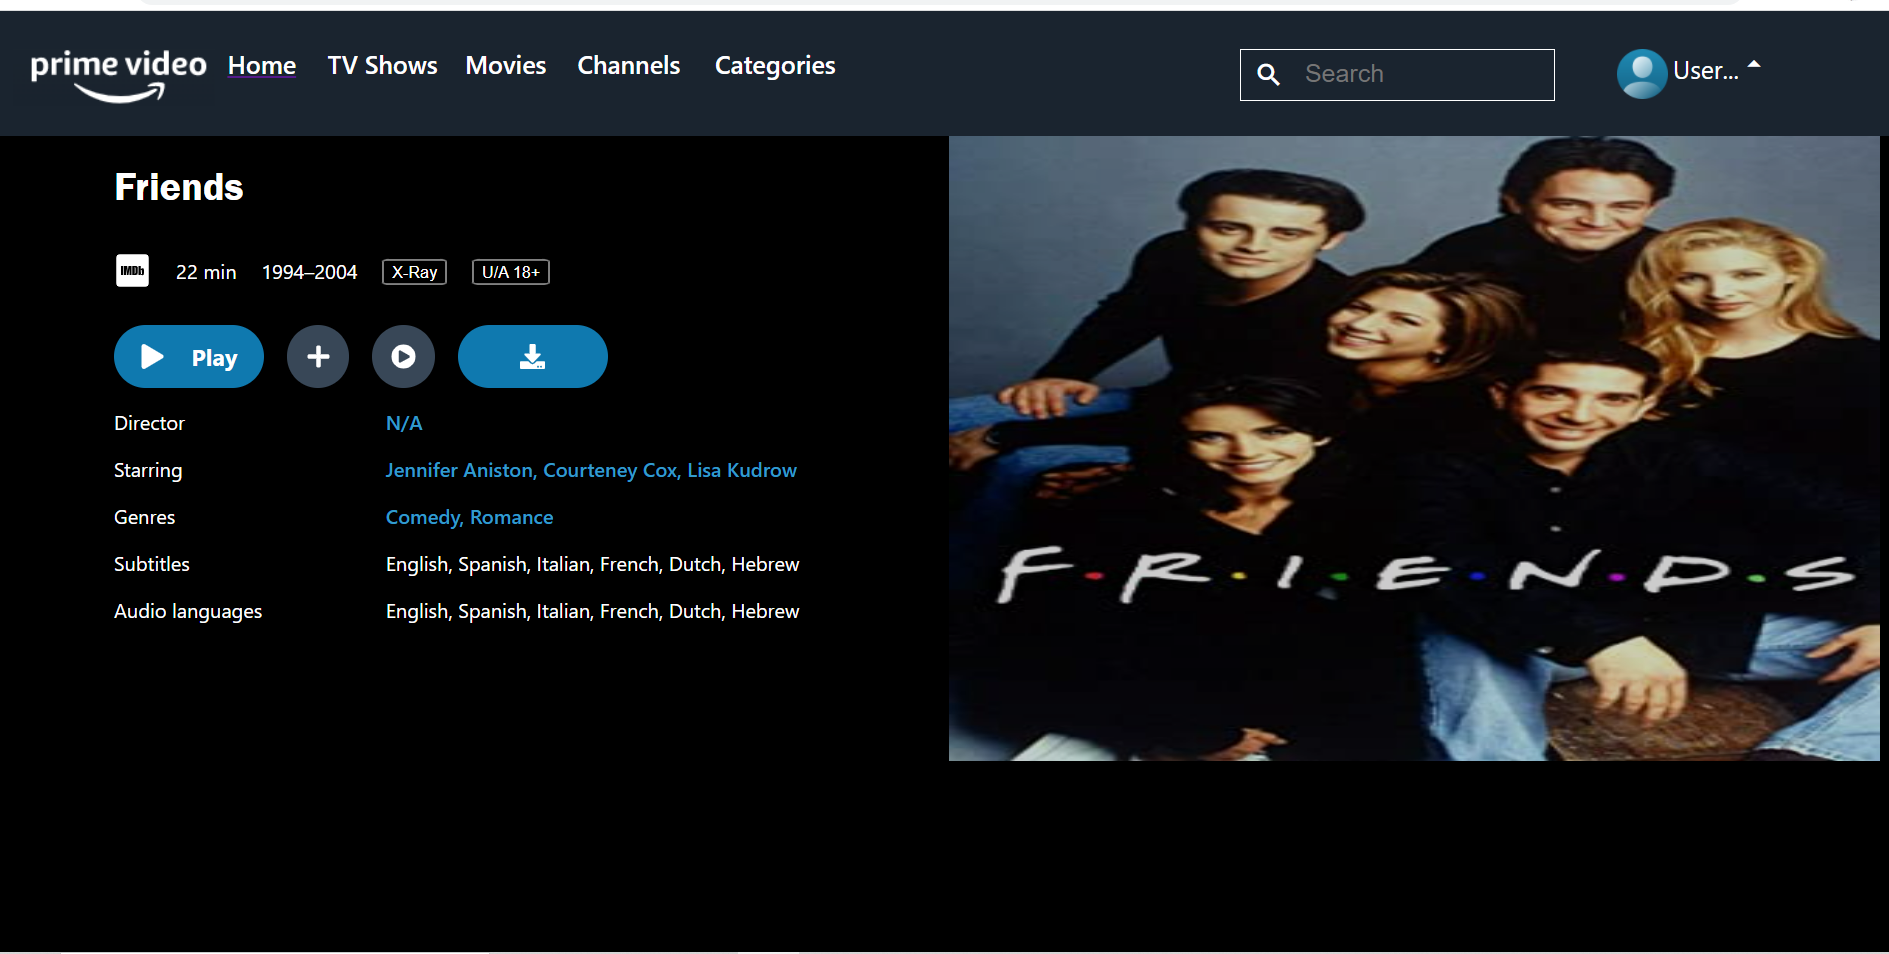 prime video Home TV Shows Movies Channels Categories Search User...
Friends
IMDb 22 min 1994–2004 X-Ray U/A 18+
Play
Director N/A
Starring Jennifer Aniston, Courteney Cox, Lisa Kudrow
Genres Comedy, Romance
Subtitles English, Spanish, Italian, French, Dutch, Hebrew
Audio languages English, Spanish, Italian, French, Dutch, Hebrew
F·R·I·E·N·D·S